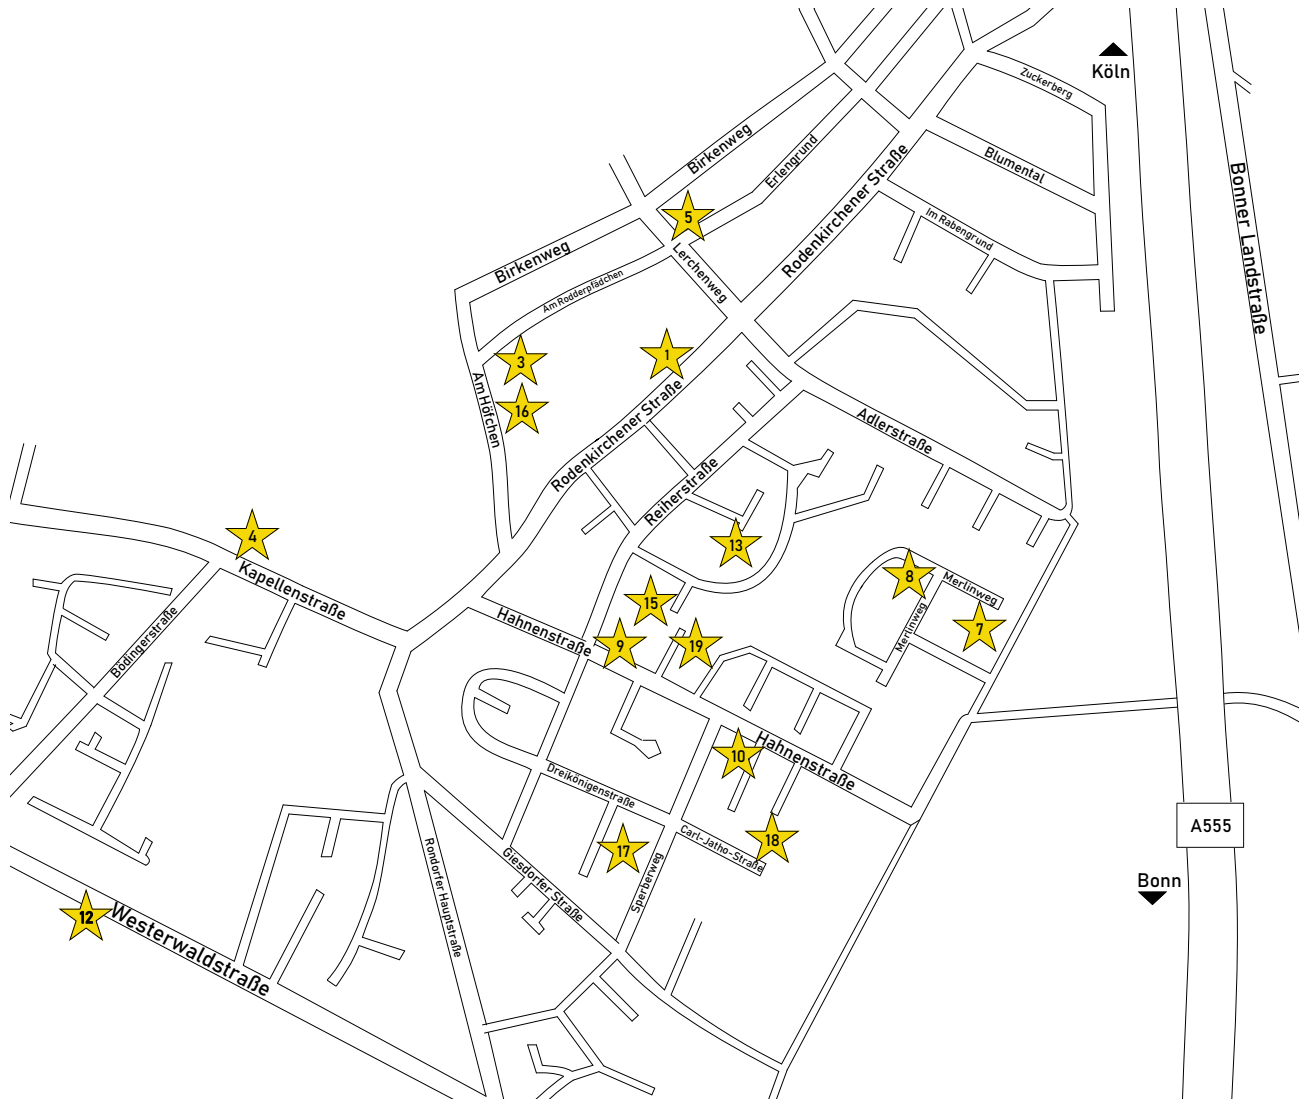 Köln
Zuckerberg
Birkenweg
Erlengrund
Blumental
Rodenkirchener Straße
Bonner Landstraße
5
Im Rabengrund
Birkenweg
Lerchenweg
Am Rodderpfädchen
3
1
16
Am Höfchen
Rodenkirchener Straße
Adlerstraße
Reiherstraße
4
13
Kapellenstraße
8
Merlinweg
15
Hahnenstraße
Merlinweg
7
Bödingerstraße
9
19
10
Hahnenstraße
Dreikönigenstraße
A555
17
Carl-Jatho-Straße
18
Giesdorfer Straße
Sperberweg
Rondorfer Hauptstraße
Bonn
12
Westerwaldstraße